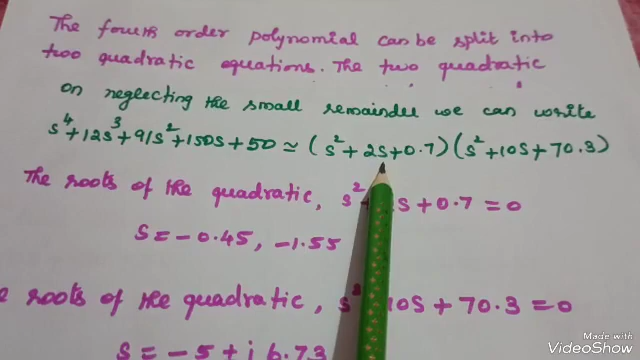 The fourth order polynomial can be split into
two quadratic equations. The two quadratic
on neglecting the small remainder we can write
s⁴+12s³+91s²+150s+50 ≃ (s²+2s+0.7)(s²+10s+70.3)
The roots of the quadratic, s² s+0.7=0
s=-0.45, -1.55
roots of the quadratic, s² 10s+70.3=0
s=-5+j6.73
Made with
VideoShow